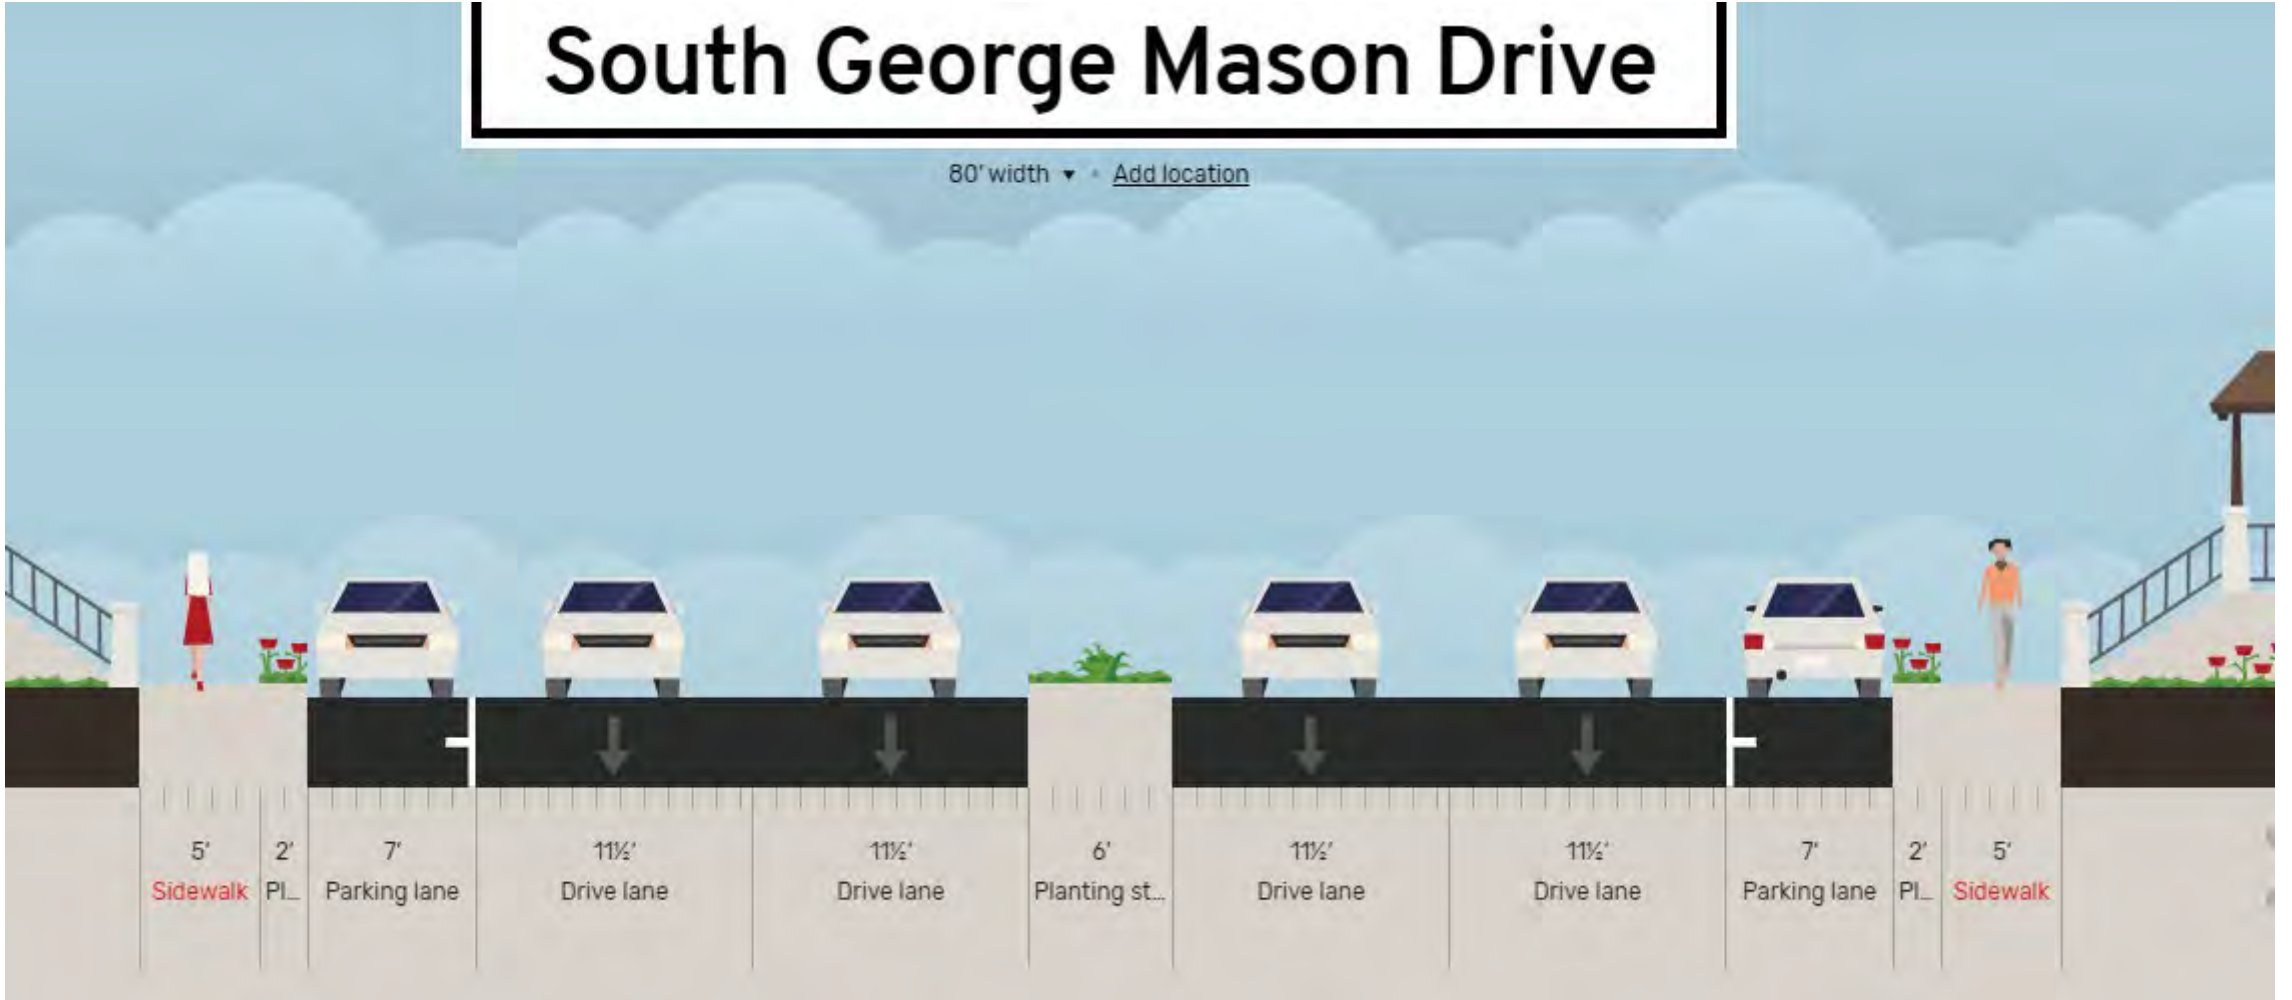 South George Mason Drive
80' width ▾ • Add location
5' 2' 7' 11½' 11½' 6' 11½' 11½' 7' 2' 5'
Sidewalk Pl... Parking lane Drive lane Drive lane Planting st... Drive lane Drive lane Parking lane Pl... Sidewalk